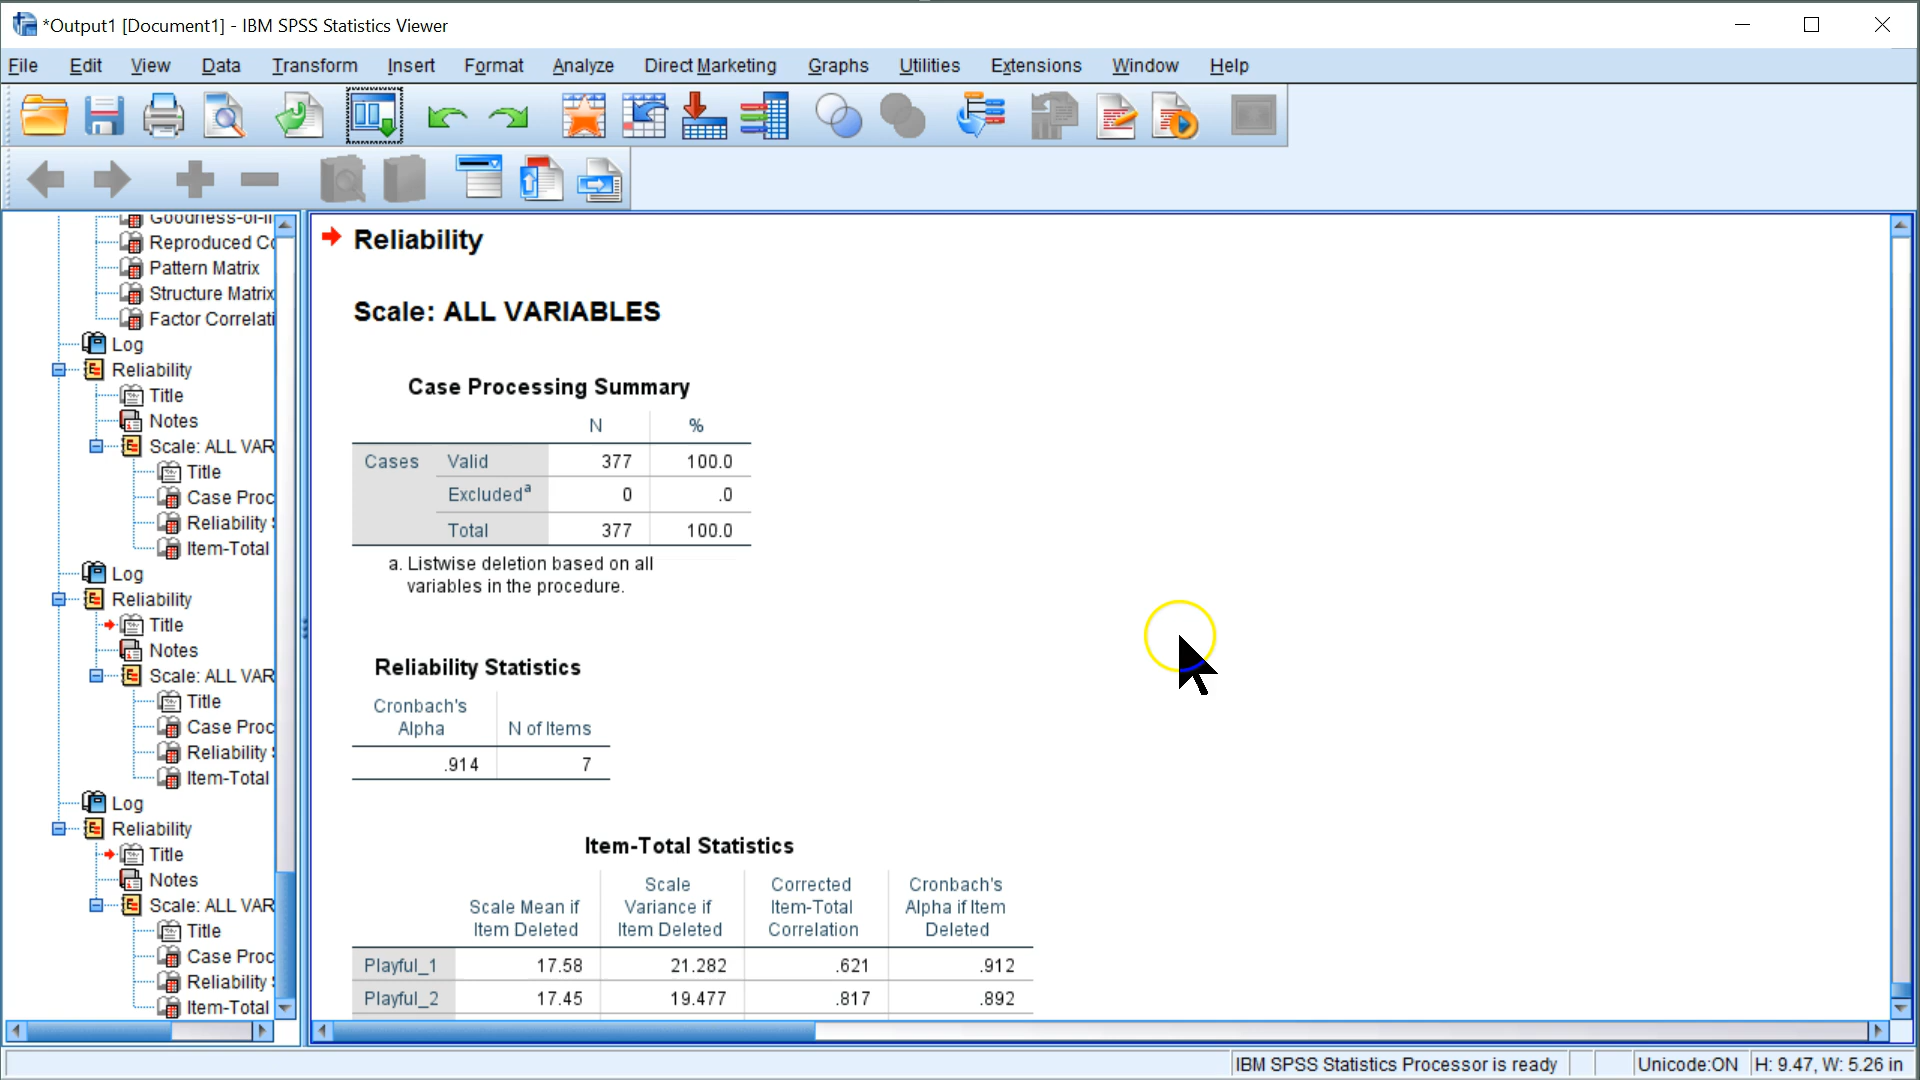 *Output1 [Document1] - IBM SPSS Statistics Viewer
File Edit View Data Transform Insert Format Analyze Direct Marketing Graphs Utilities Extensions Window Help
Reproduced Co
Pattern Matrix
Structure Matrix
Factor Correlati
Log
Reliability
Title
Notes
Scale: ALL VAR
Title
Case Proc
Reliability
Item-Total
Log
Reliability
Title
Notes
Scale: ALL VAR
Title
Case Proc
Reliability
Item-Total
Log
Reliability
Title
Notes
Scale: ALL VAR
Title
Case Proc
Reliability
Item-Total
Reliability
Scale: ALL VARIABLES
Case Processing Summary
N %
Cases Valid 377 100.0
Excludeda 0 .0
Total 377 100.0
a. Listwise deletion based on all
variables in the procedure.
Reliability Statistics
Cronbach's
Alpha N of Items
.914 7
Item-Total Statistics
Scale Mean if
Item Deleted
Scale
Variance if
Item Deleted
Corrected
Item-Total
Correlation
Cronbach's
Alpha if Item
Deleted
Playful_1 17.58 21.282 .621 .912
Playful_2 17.45 19.477 .817 .892
IBM SPSS Statistics Processor is ready Unicode:ON H: 9.47, W: 5.26 in